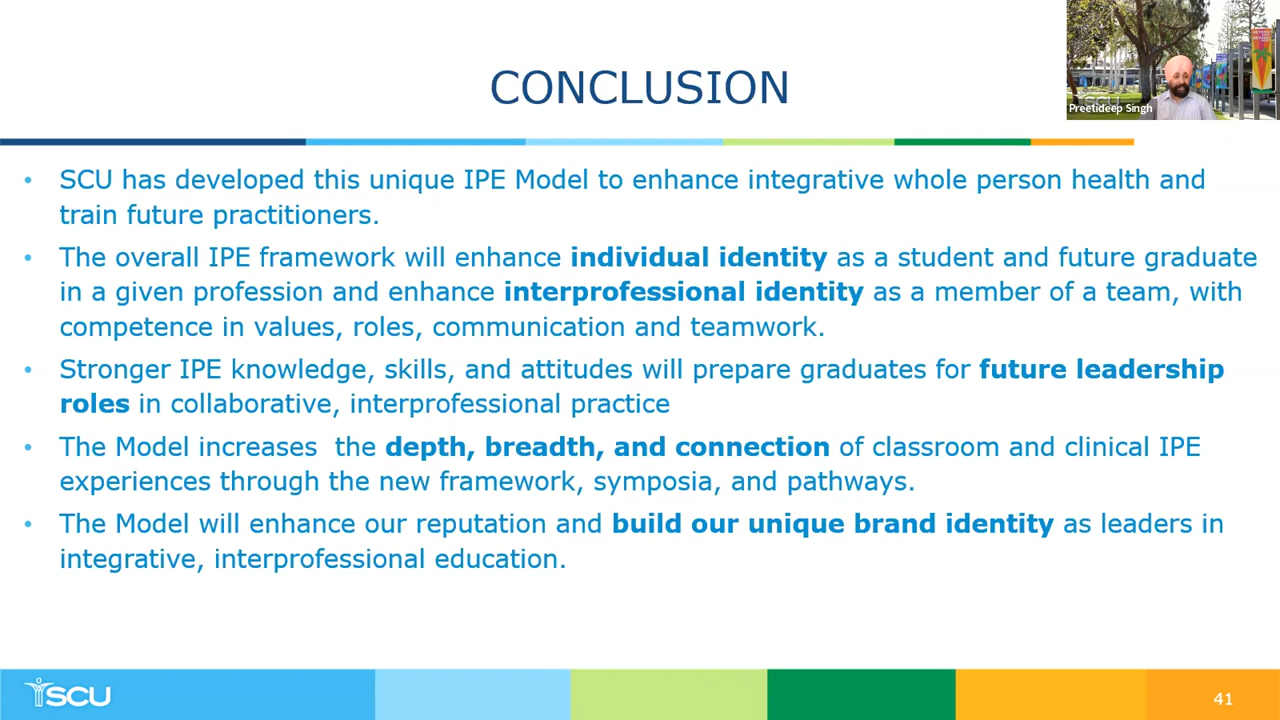 CONCLUSION
Preetideep Singh
• SCU has developed this unique IPE Model to enhance integrative whole person health and
train future practitioners.
• The overall IPE framework will enhance individual identity as a student and future graduate
in a given profession and enhance interprofessional identity as a member of a team, with
competence in values, roles, communication and teamwork.
• Stronger IPE knowledge, skills, and attitudes will prepare graduates for future leadership
roles in collaborative, interprofessional practice
• The Model increases  the depth, breadth, and connection of classroom and clinical IPE
experiences through the new framework, symposia, and pathways.
• The Model will enhance our reputation and build our unique brand identity as leaders in
integrative, interprofessional education.
SCU
41